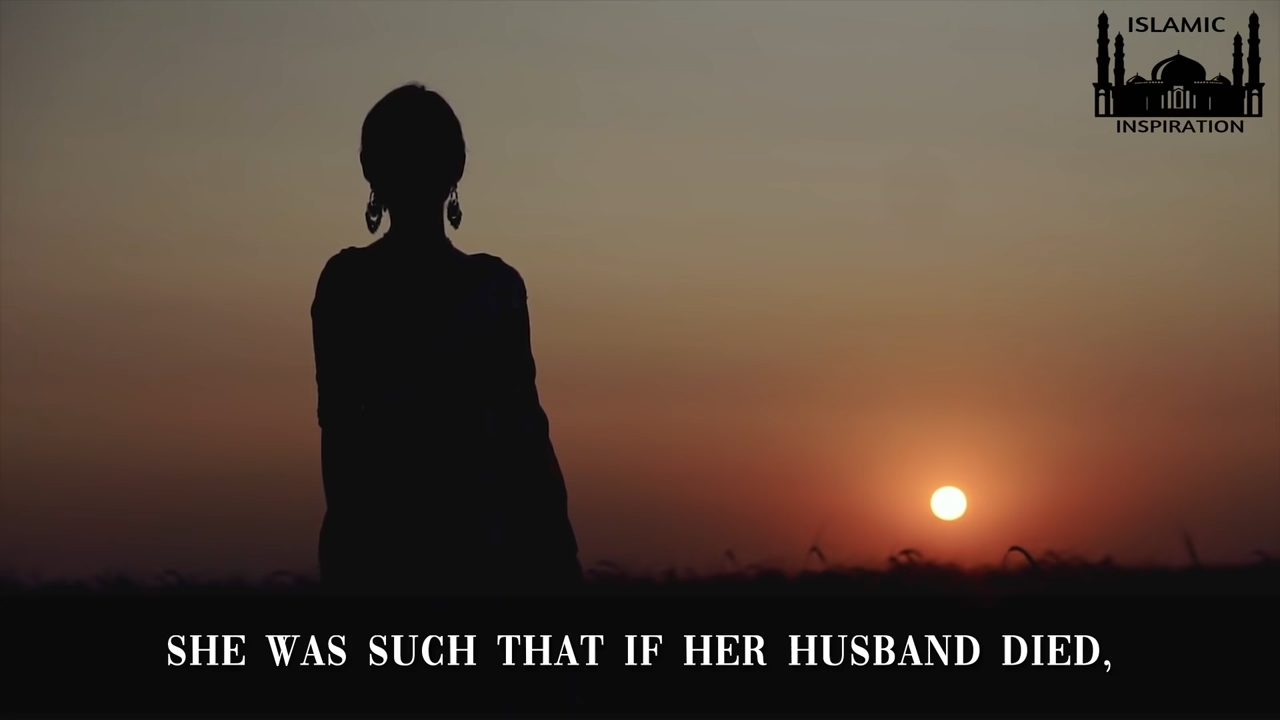 ISLAMIC
INSPIRATION
SHE WAS SUCH THAT IF HER HUSBAND DIED,